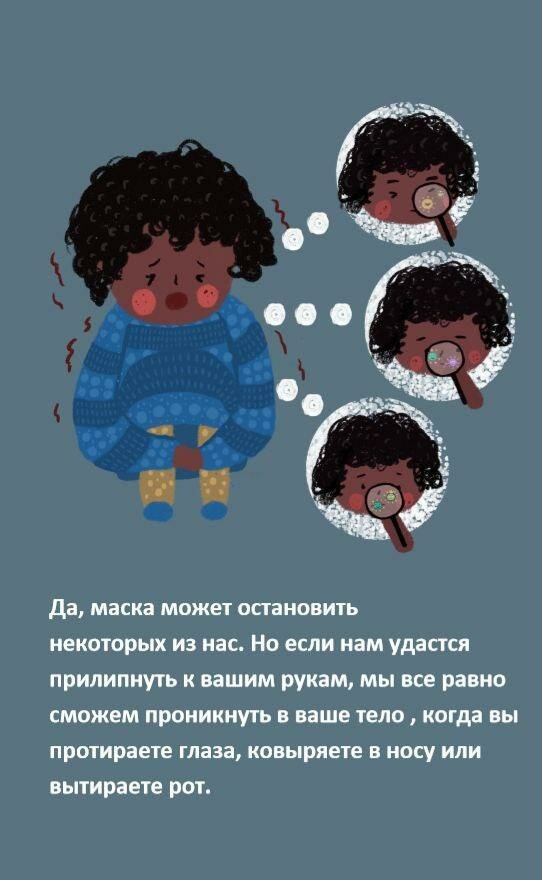 Да, маска может остановить
некоторых из нас. Но если нам удастся
прилипнуть к вашим рукам, мы все равно
сможем проникнуть в ваше тело , когда вы
протираете глаза, ковыряете в носу или
вытираете рот.